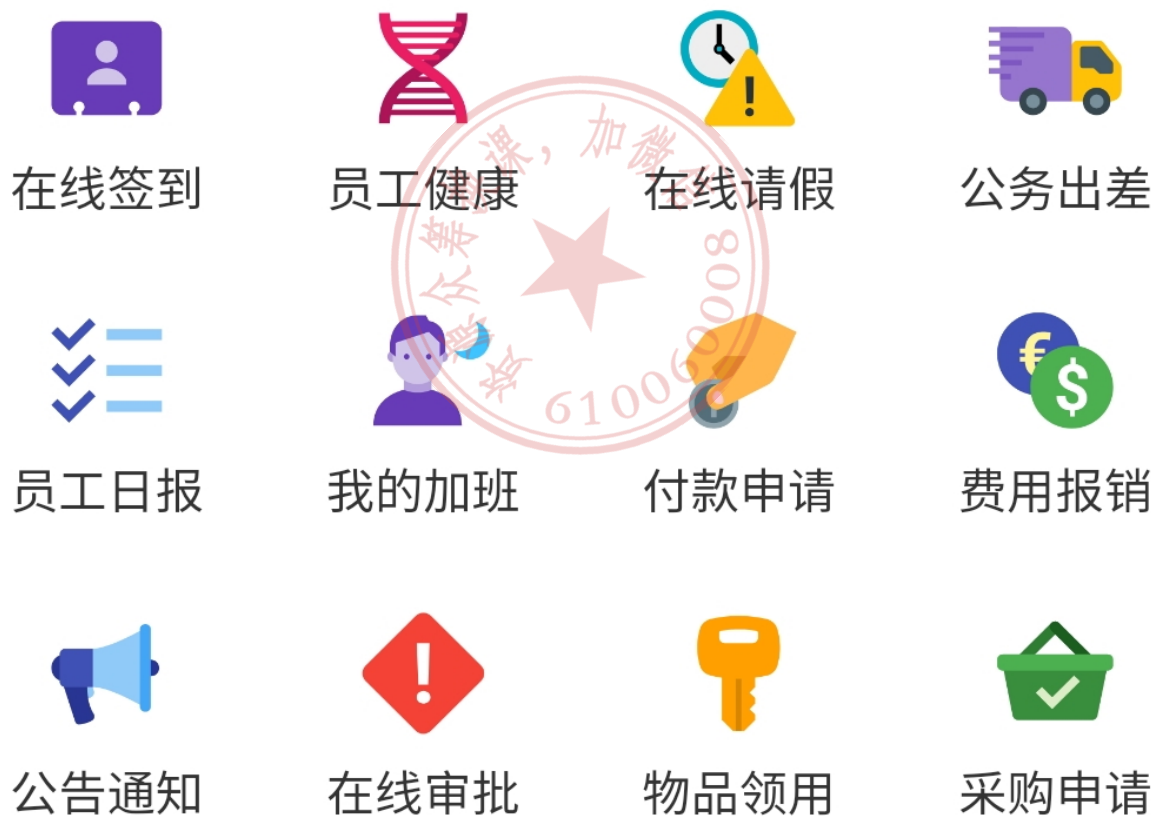 在线签到 员工健康 在线请假 公务出差
员工日报 我的加班 付款申请 费用报销
公告通知 在线审批 物品领用 采购申请
610060008